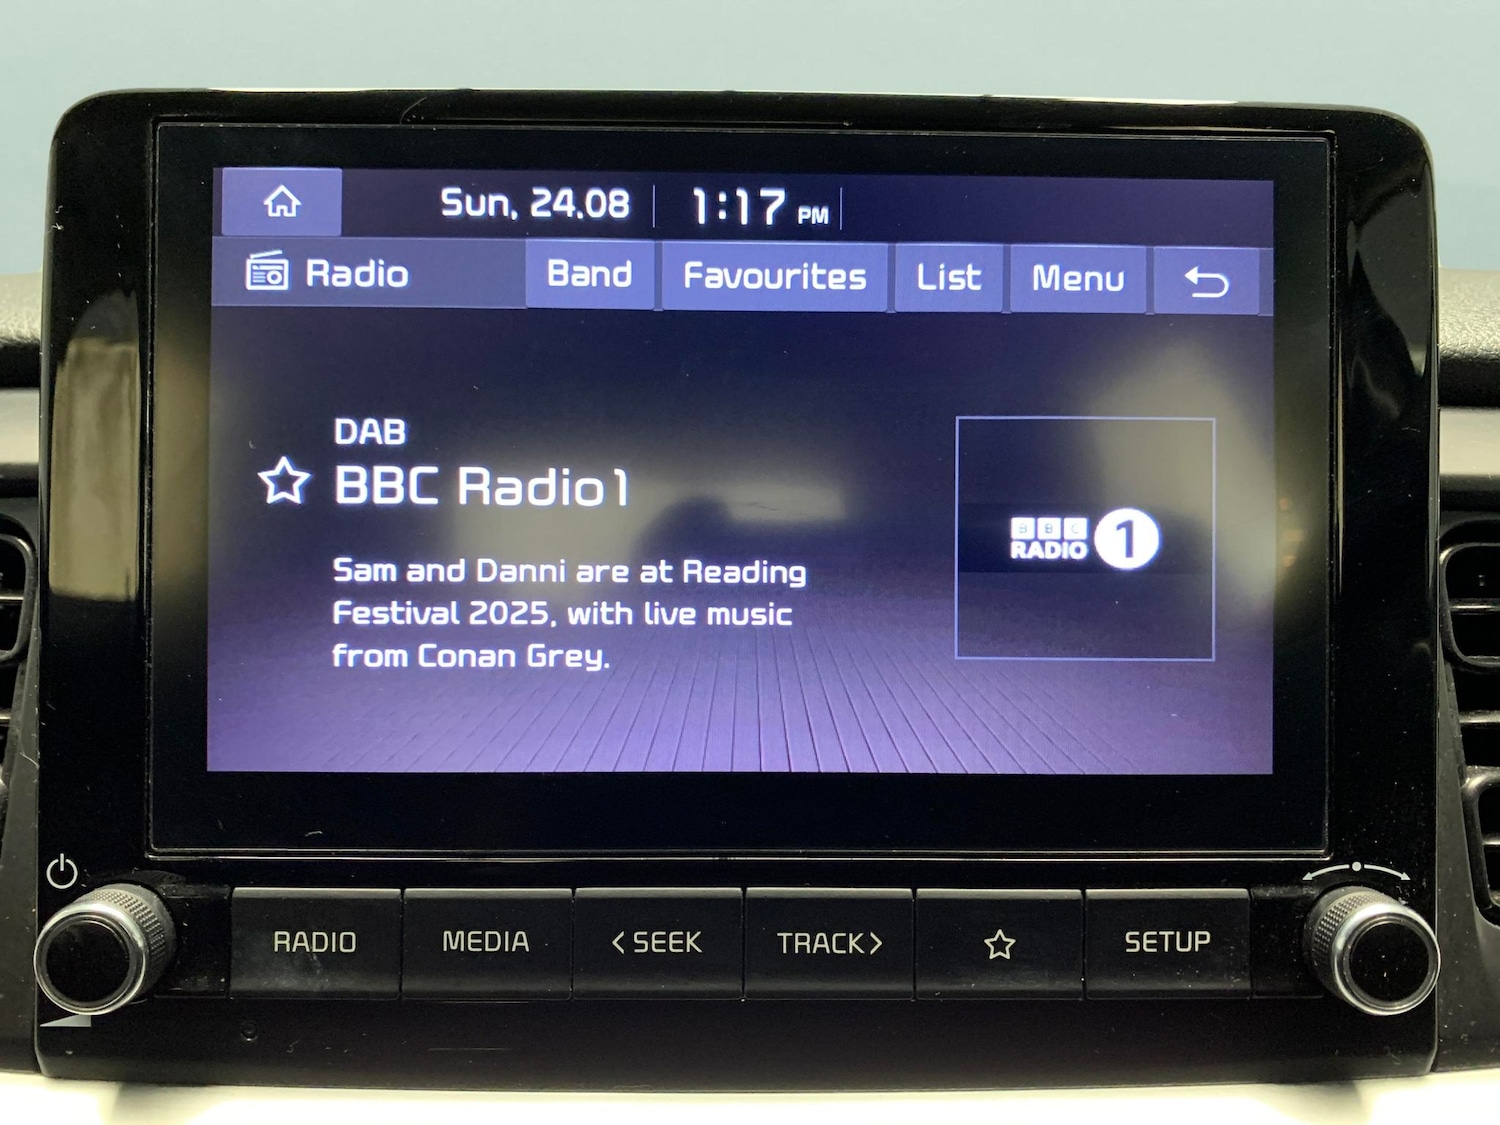 Sun, 24.08 1:17 PM
Radio Band Favourites List Menu
DAB
BBC Radio 1
Sam and Danni are at Reading
Festival 2025, with live music
from Conan Grey.
BBC
RADIO 1
RADIO MEDIA < SEEK TRACK > SETUP